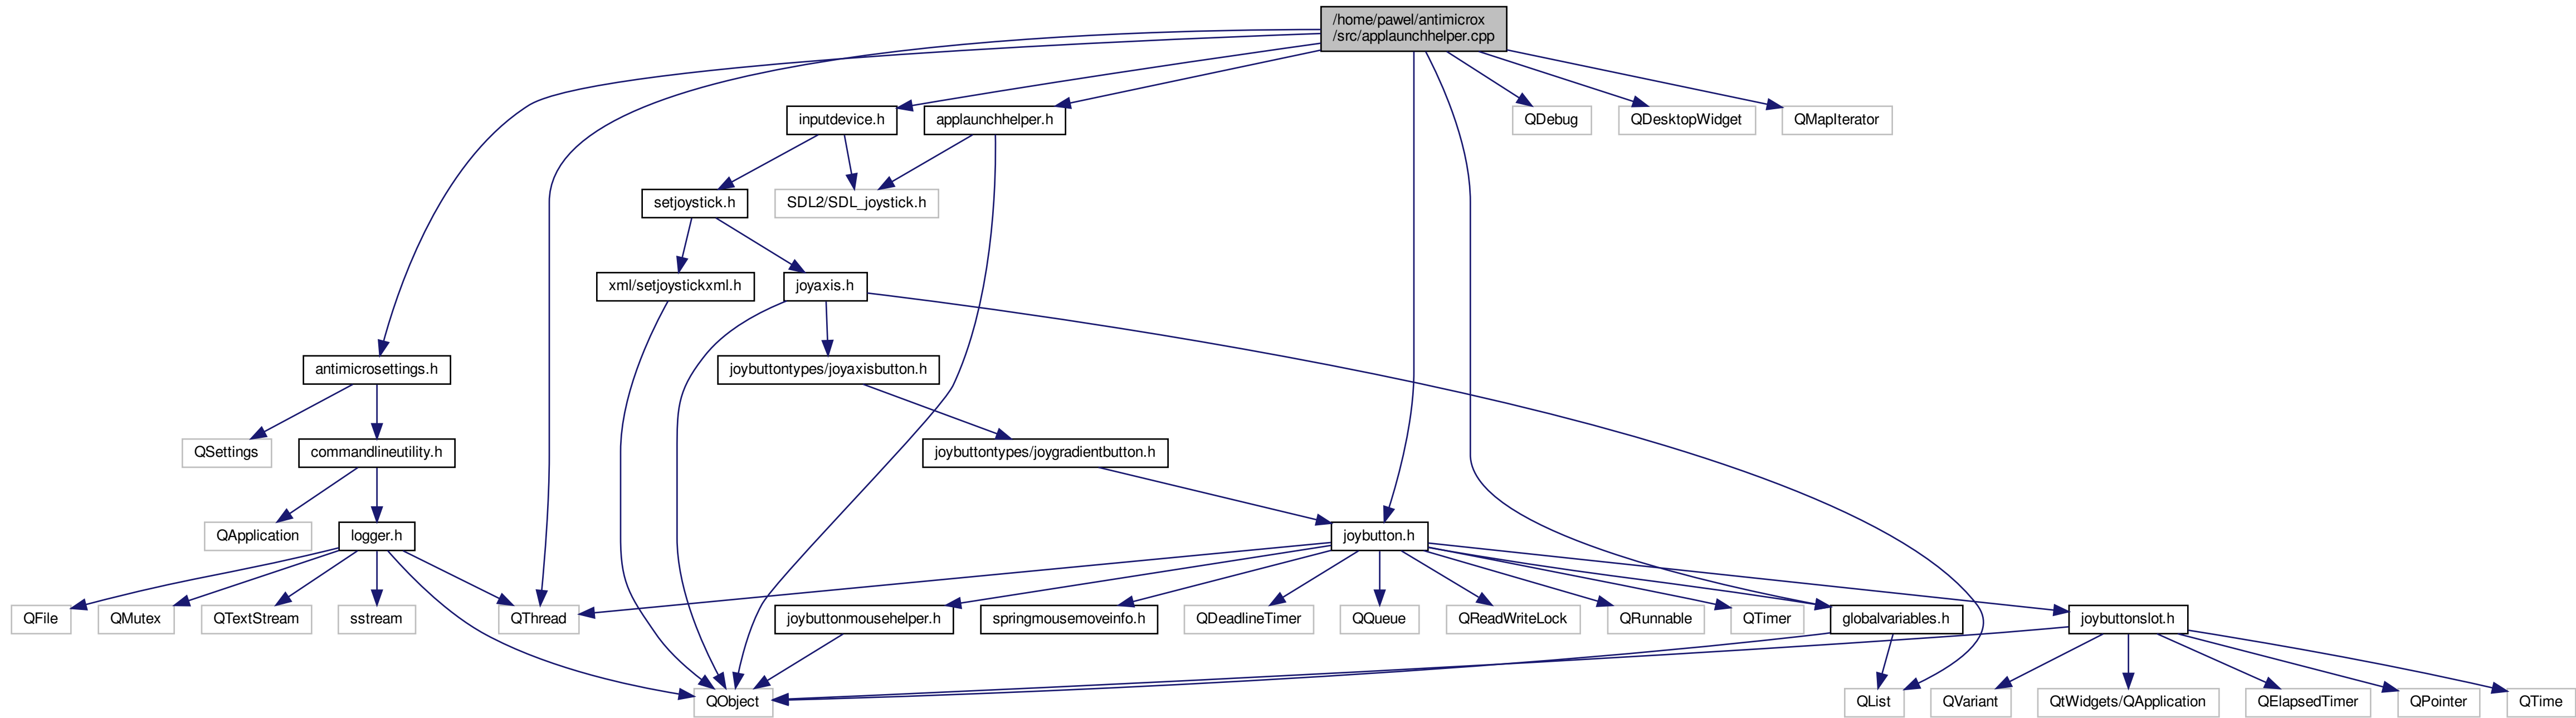 /home/pawel/antimicrox
/src/applaunchhelper.cpp
inputdevice.h
applaunchhelper.h
QDebug
QDesktopWidget
QMapIterator
setjoystick.h
SDL2/SDL_joystick.h
xml/setjoystickxml.h
joyaxis.h
antimicrosettings.h
joybuttontypes/joyaxisbutton.h
QSettings
commandlineutility.h
joybuttontypes/joygradientbutton.h
QApplication
logger.h
joybutton.h
QFile
QMutex
QTextStream
sstream
QThread
joybuttonmousehelper.h
springmousemoveinfo.h
QDeadlineTimer
QQueue
QReadWriteLock
QRunnable
QTimer
globalvariables.h
joybuttonslot.h
QObject
QList
QVariant
QtWidgets/QApplication
QElapsedTimer
QPointer
QTime